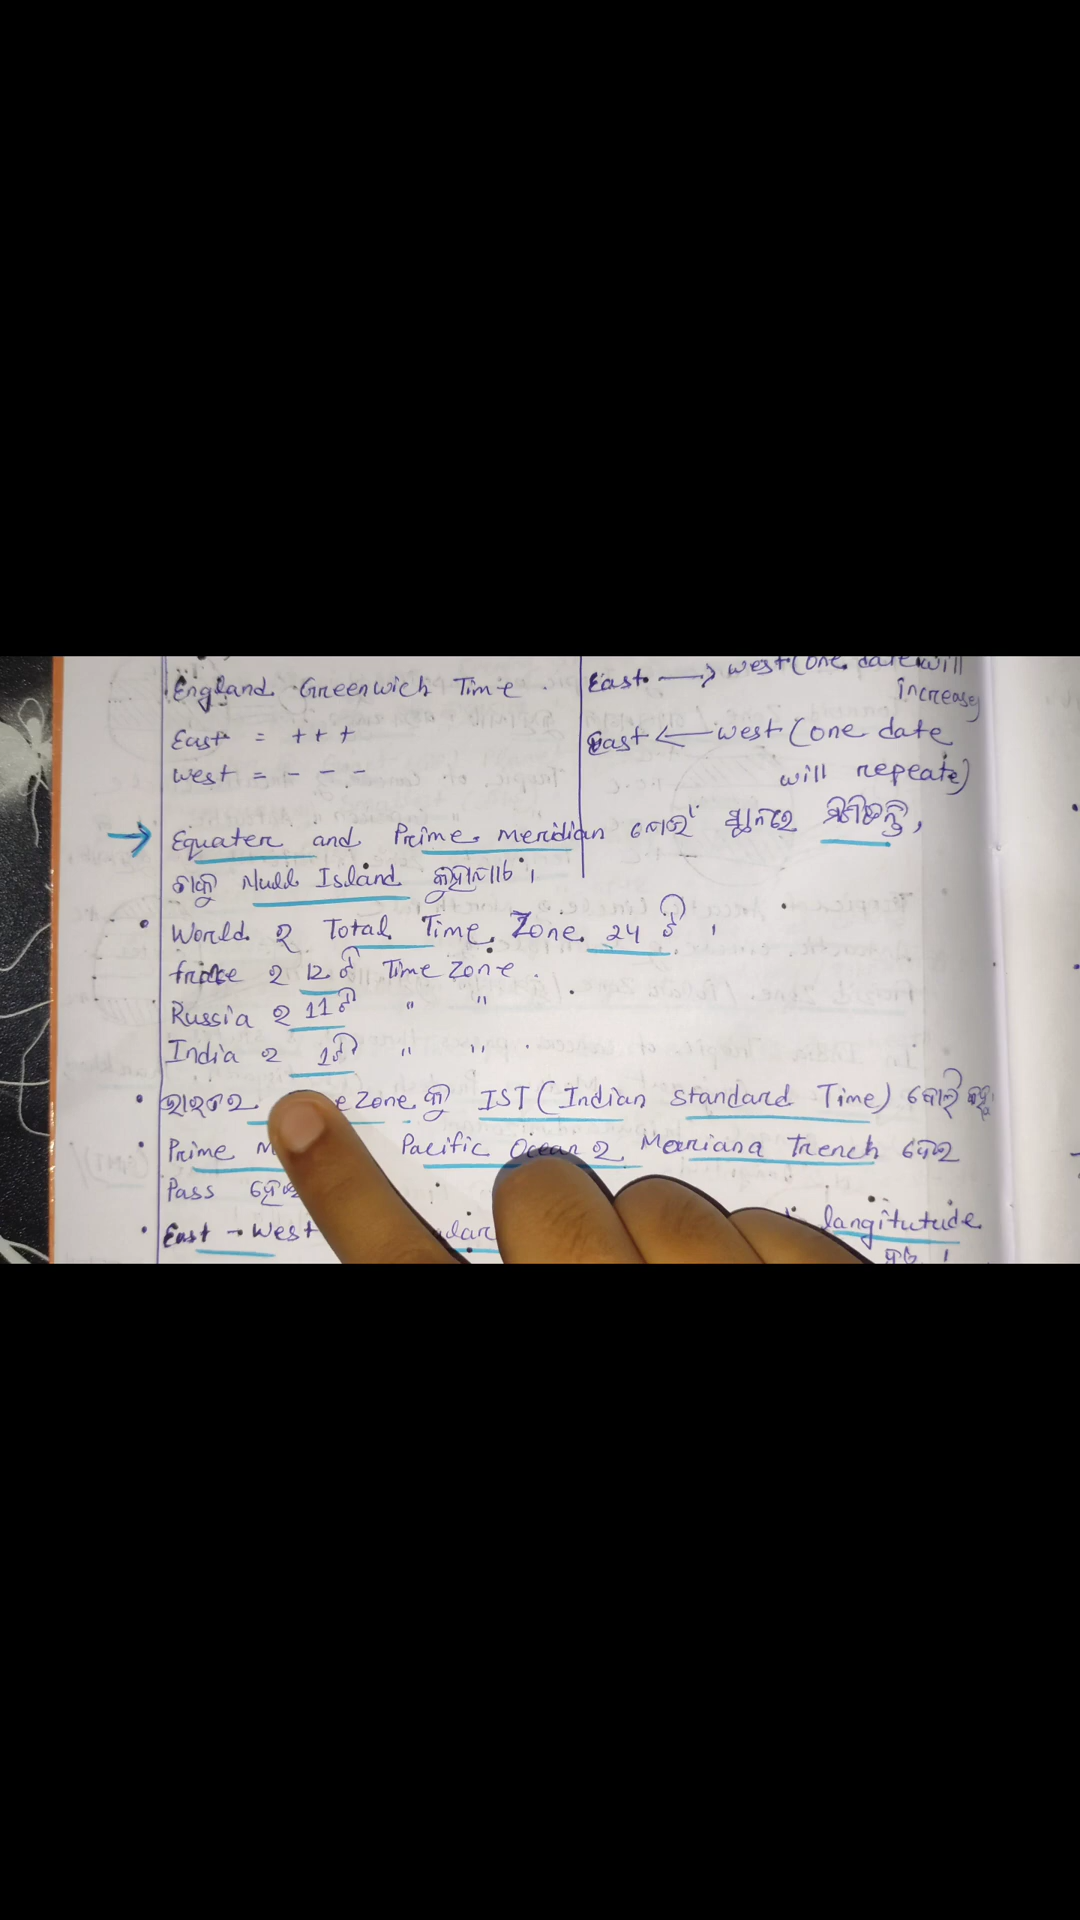 England Greenwich Time
East = + + +
West = - - -
East → West (one date will
increase)
East ← West (one date
will repeate)
→ Equater and Prime meridian ଯେଉଁ ସ୍ଥାନରେ ମିଶିଛନ୍ତି,
ତାକୁ Null Island କୁହାଯାଏ ।
• World ର Total Time Zone 24 ଟି ।
ର 12 ଟି Time Zone.
Russia ର 11 ଟି " "
India ର 1 ଟି " "
• ଭାରତର Zone କୁ IST (Indian Standard Time) ବୋଲି
Prime Pacific Ocean ର Mariana Trench ଦେଇ
Pass
• East → West langitutude